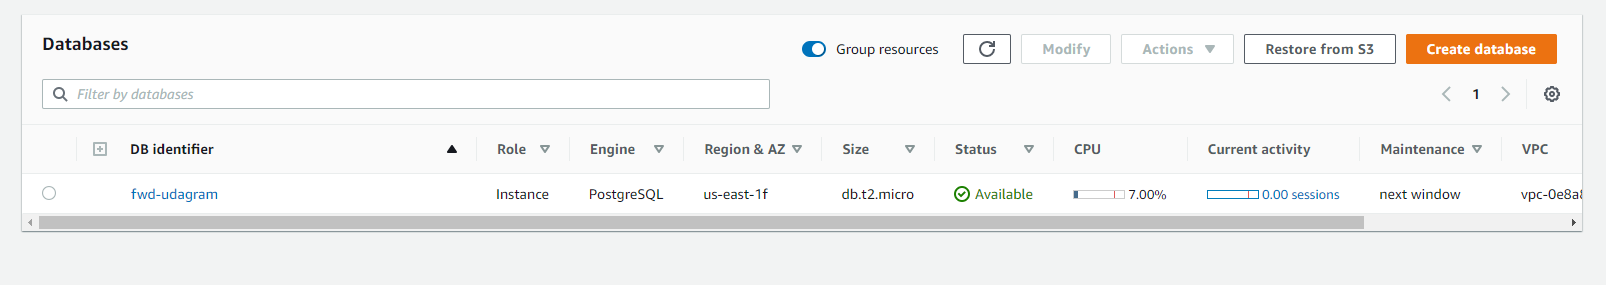 Databases
Group resources
Modify
Actions
Restore from S3
Create database
Filter by databases
1
DB identifier Role Engine Region & AZ Size Status CPU Current activity Maintenance VPC
fwd-udagram Instance PostgreSQL us-east-1f db.t2.micro Available 7.00% 0.00 sessions next window vpc-0e8a